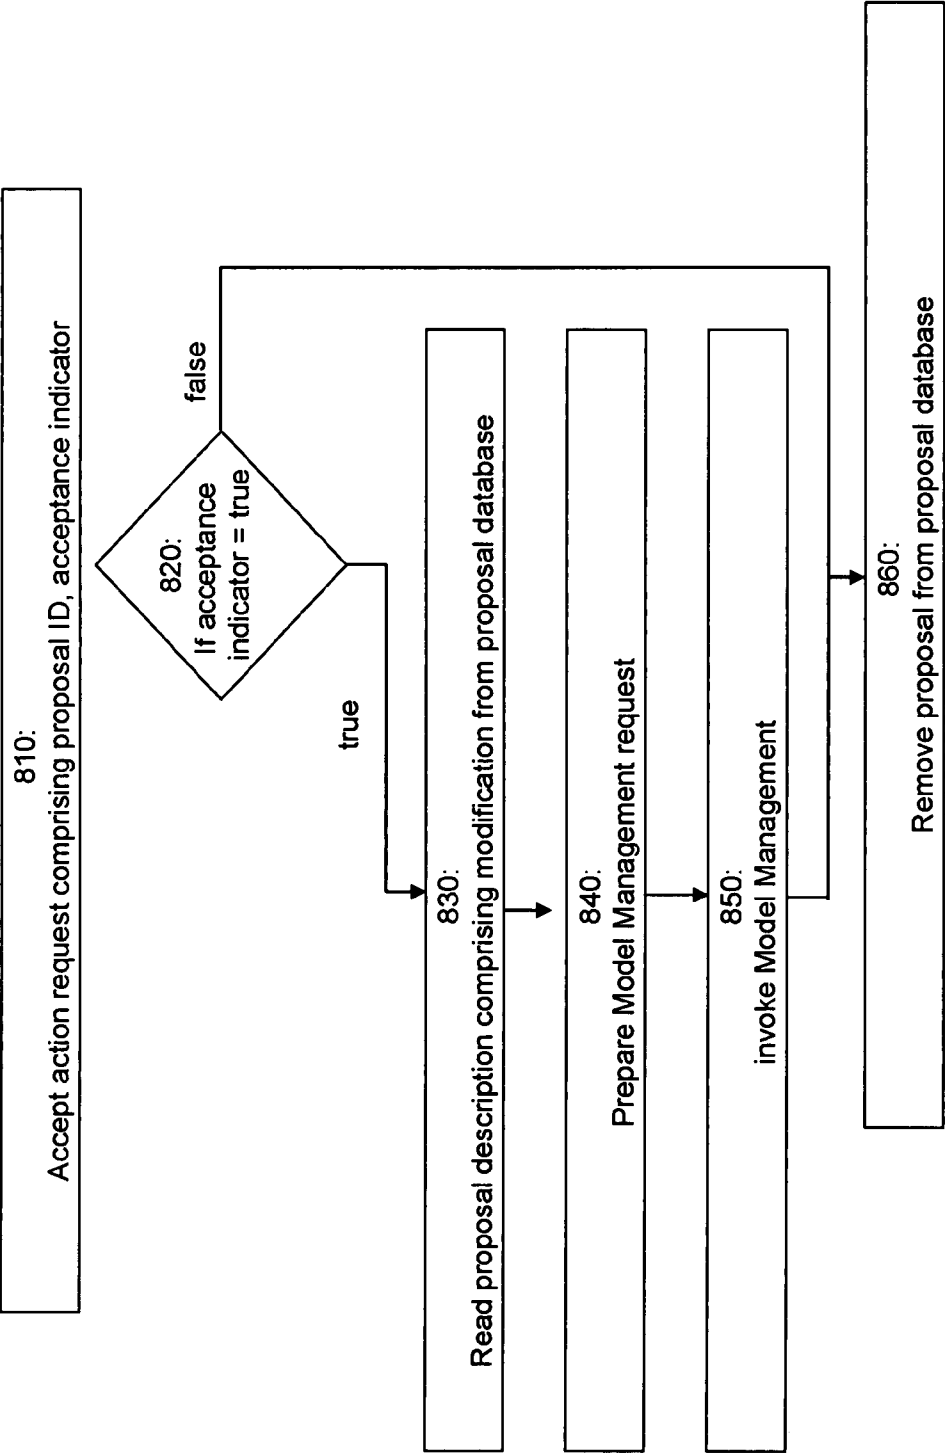 810:
Accept action request comprising proposal ID, acceptance indicator
820:
If acceptance
indicator = true
false
true
830:
Read proposal description comprising modification from proposal database
840:
Prepare Model Management request
850:
invoke Model Management
860:
Remove proposal from proposal database